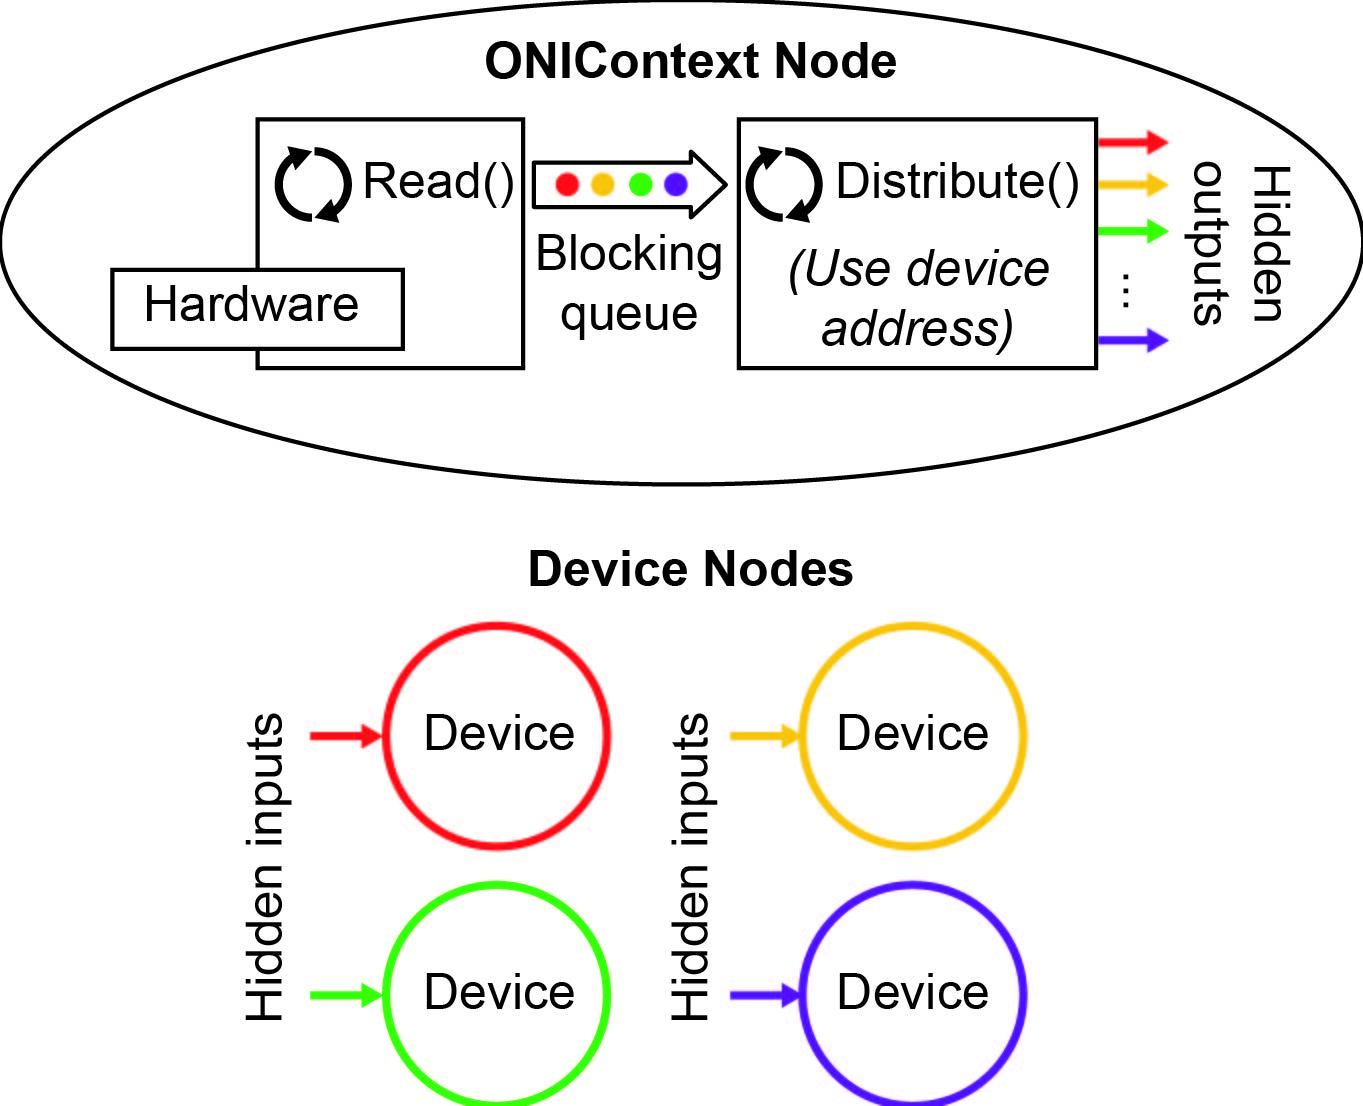 ONIContext Node
Read()
Distribute()
Hardware
Blocking
queue
(Use device
address)
...
Hidden
outputs
Device Nodes
Hidden inputs
Device
Hidden inputs
Device
Device
Device